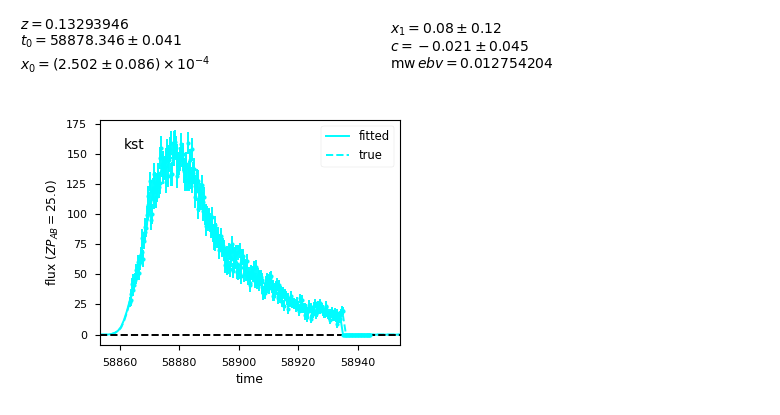 z = 0.13293946
t₀ = 58878.346 ± 0.041
x₀ = (2.502 ± 0.086) × 10⁻⁴
x₁ = 0.08 ± 0.12
c = −0.021 ± 0.045
mw ebv = 0.012754204
kst
fitted
true
175
150
125
100
75
50
25
0
flux (ZP_AB = 25.0)
58860 58880 58900 58920 58940
time